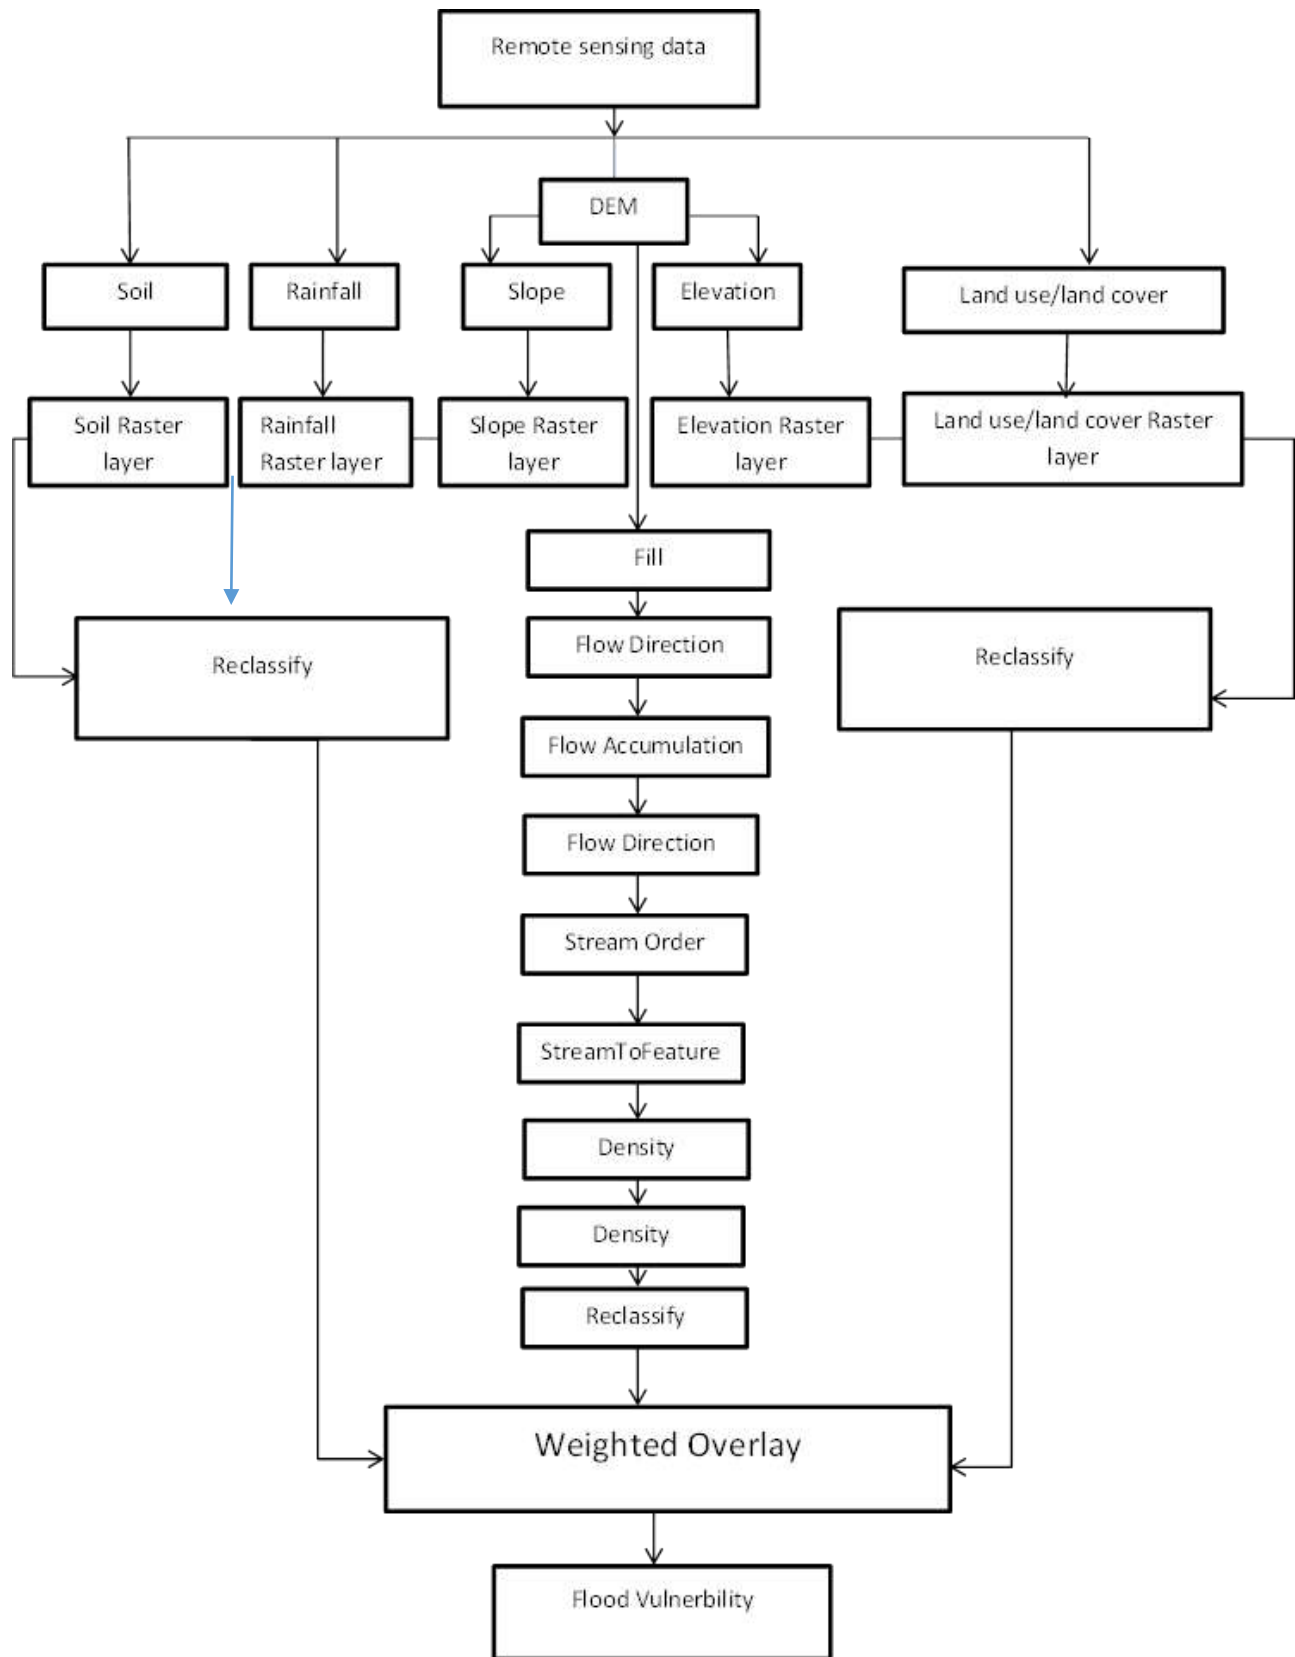 Remote sensing data
DEM
Soil
Rainfall
Slope
Elevation
Land use/land cover
Soil Raster
layer
Rainfall
Raster layer
Slope Raster
layer
Elevation Raster
layer
Land use/land cover Raster
layer
Fill
Flow Direction
Reclassify
Reclassify
Flow Accumulation
Flow Direction
Stream Order
StreamToFeature
Density
Density
Reclassify
Weighted Overlay
Flood Vulnerbility